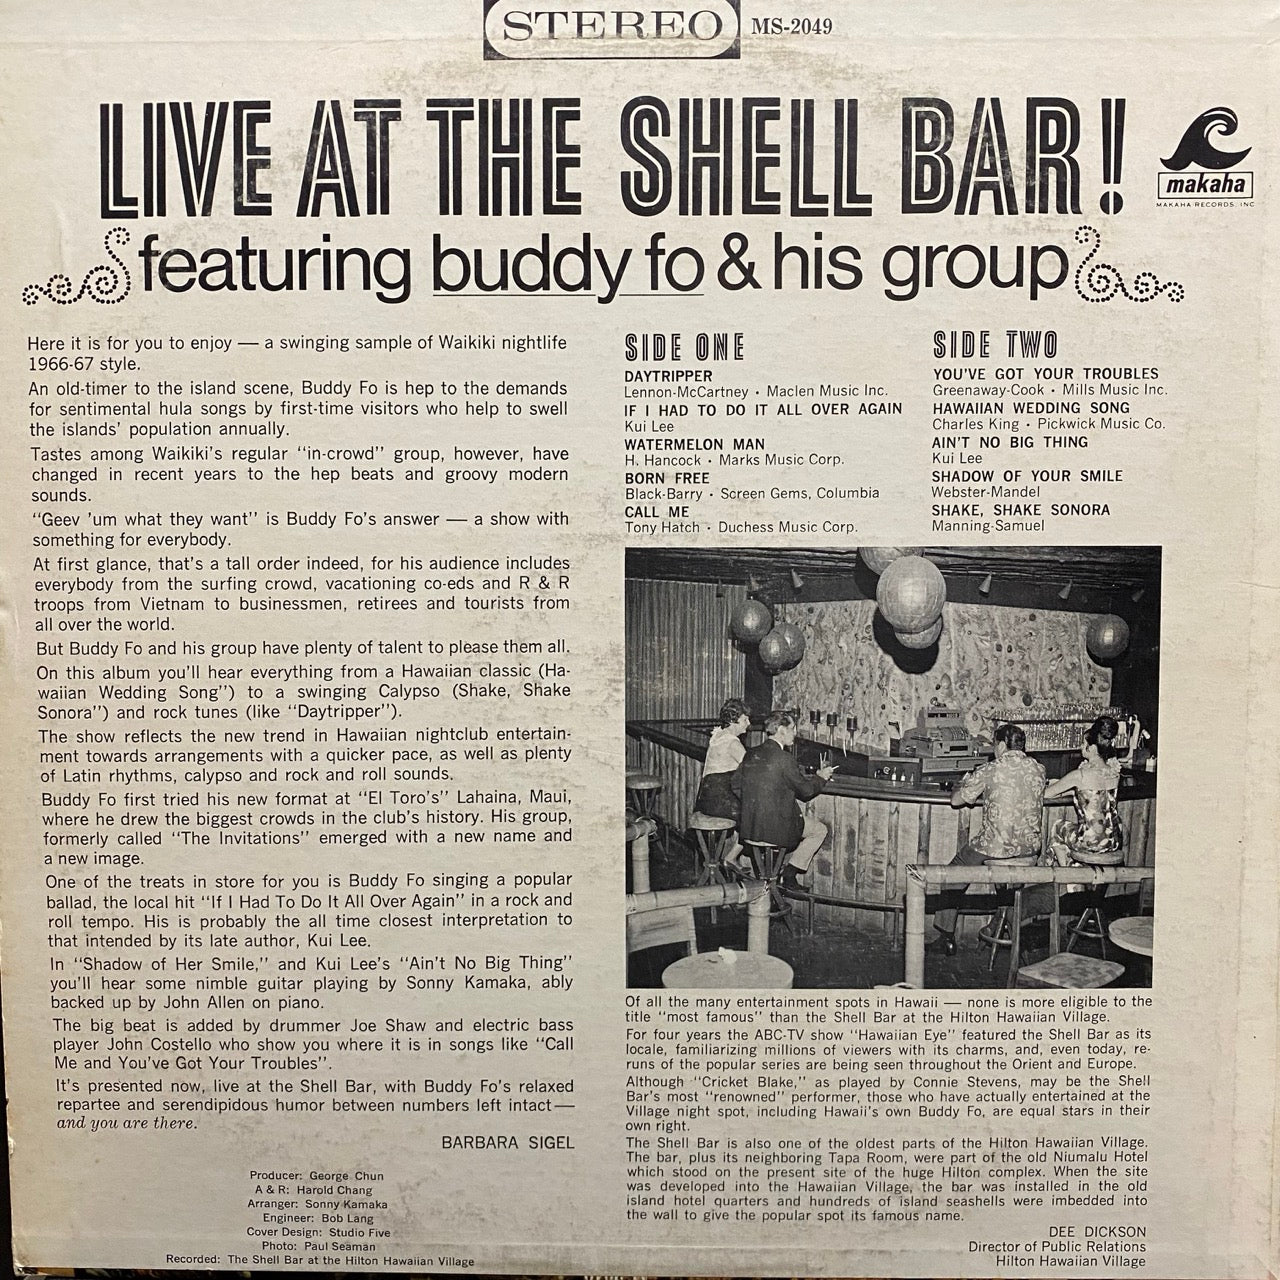 STEREO MS-2049
LIVE AT THE SHELL BAR!
makaha
MAKAHA RECORDS, INC
featuring buddy fo & his group
Here it is for you to enjoy — a swinging sample of Waikiki nightlife
1966-67 style.
An old-timer to the island scene, Buddy Fo is hep to the demands
for sentimental hula songs by first-time visitors who help to swell
the islands' population annually.
Tastes among Waikiki's regular "in-crowd" group, however, have
changed in recent years to the hep beats and groovy modern
sounds.
"Geev 'um what they want" is Buddy Fo's answer — a show with
something for everybody.
At first glance, that's a tall order indeed, for his audience includes
everybody from the surfing crowd, vacationing co-eds and R & R
troops from Vietnam to businessmen, retirees and tourists from
all over the world.
But Buddy Fo and his group have plenty of talent to please them all.
On this album you'll hear everything from a Hawaiian classic (Ha-
waiian Wedding Song") to a swinging Calypso (Shake, Shake
Sonora") and rock tunes (like "Daytripper").
The show reflects the new trend in Hawaiian nightclub entertain-
ment towards arrangements with a quicker pace, as well as plenty
of Latin rhythms, calypso and rock and roll sounds.
Buddy Fo first tried his new format at "El Toro's" Lahaina, Maui,
where he drew the biggest crowds in the club's history. His group,
formerly called "The Invitations" emerged with a new name and
a new image.
One of the treats in store for you is Buddy Fo singing a popular
ballad, the local hit "If I Had To Do It All Over Again" in a rock and
roll tempo. His is probably the all time closest interpretation to
that intended by its late author, Kui Lee.
In "Shadow of Her Smile," and Kui Lee's "Ain't No Big Thing"
you'll hear some nimble guitar playing by Sonny Kamaka, ably
backed up by John Allen on piano.
The big beat is added by drummer Joe Shaw and electric bass
player John Costello who show you where it is in songs like "Call
Me and You've Got Your Troubles".
It's presented now, live at the Shell Bar, with Buddy Fo's relaxed
repartee and serendipidous humor between numbers left intact—
and you are there.
BARBARA SIGEL
Producer: George Chun
A & R: Harold Chang
Arranger: Sonny Kamaka
Engineer: Bob Lang
Cover Design: Studio Five
Photo: Paul Seaman
Recorded: The Shell Bar at the Hilton Hawaiian Village
SIDE ONE
DAYTRIPPER
Lennon-McCartney • Maclen Music Inc.
IF I HAD TO DO IT ALL OVER AGAIN
Kui Lee
WATERMELON MAN
H. Hancock • Marks Music Corp.
BORN FREE
Black-Barry • Screen Gems, Columbia
CALL ME
Tony Hatch • Duchess Music Corp.
SIDE TWO
YOU'VE GOT YOUR TROUBLES
Greenaway-Cook • Mills Music Inc.
HAWAIIAN WEDDING SONG
Charles King • Pickwick Music Co.
AIN'T NO BIG THING
Kui Lee
SHADOW OF YOUR SMILE
Webster-Mandel
SHAKE, SHAKE SONORA
Manning-Samuel
Of all the many entertainment spots in Hawaii — none is more eligible to the
title "most famous" than the Shell Bar at the Hilton Hawaiian Village.
For four years the ABC-TV show "Hawaiian Eye" featured the Shell Bar as its
locale, familiarizing millions of viewers with its charms, and, even today, re-
runs of the popular series are being seen throughout the Orient and Europe.
Although "Cricket Blake," as played by Connie Stevens, may be the Shell
Bar's most "renowned" performer, those who have actually entertained at the
Village night spot, including Hawaii's own Buddy Fo, are equal stars in their
own right.
The Shell Bar is also one of the oldest parts of the Hilton Hawaiian Village.
The bar, plus its neighboring Tapa Room, were part of the old Niumalu Hotel
which stood on the present site of the huge Hilton complex. When the site
was developed into the Hawaiian Village, the bar was installed in the old
island hotel quarters and hundreds of island seashells were imbedded into
the wall to give the popular spot its famous name.
DEE DICKSON
Director of Public Relations
Hilton Hawaiian Village